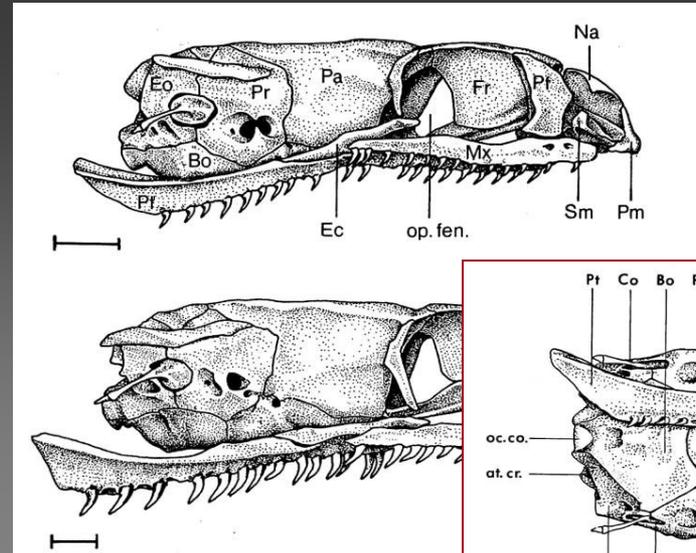 Na
Eo
Pr
Pa
Fr
Pf
Bo
Mx
Pt
Ec
op. fen.
Sm
Pm
Pt
Co
Bo
oc.co.
at. cr.